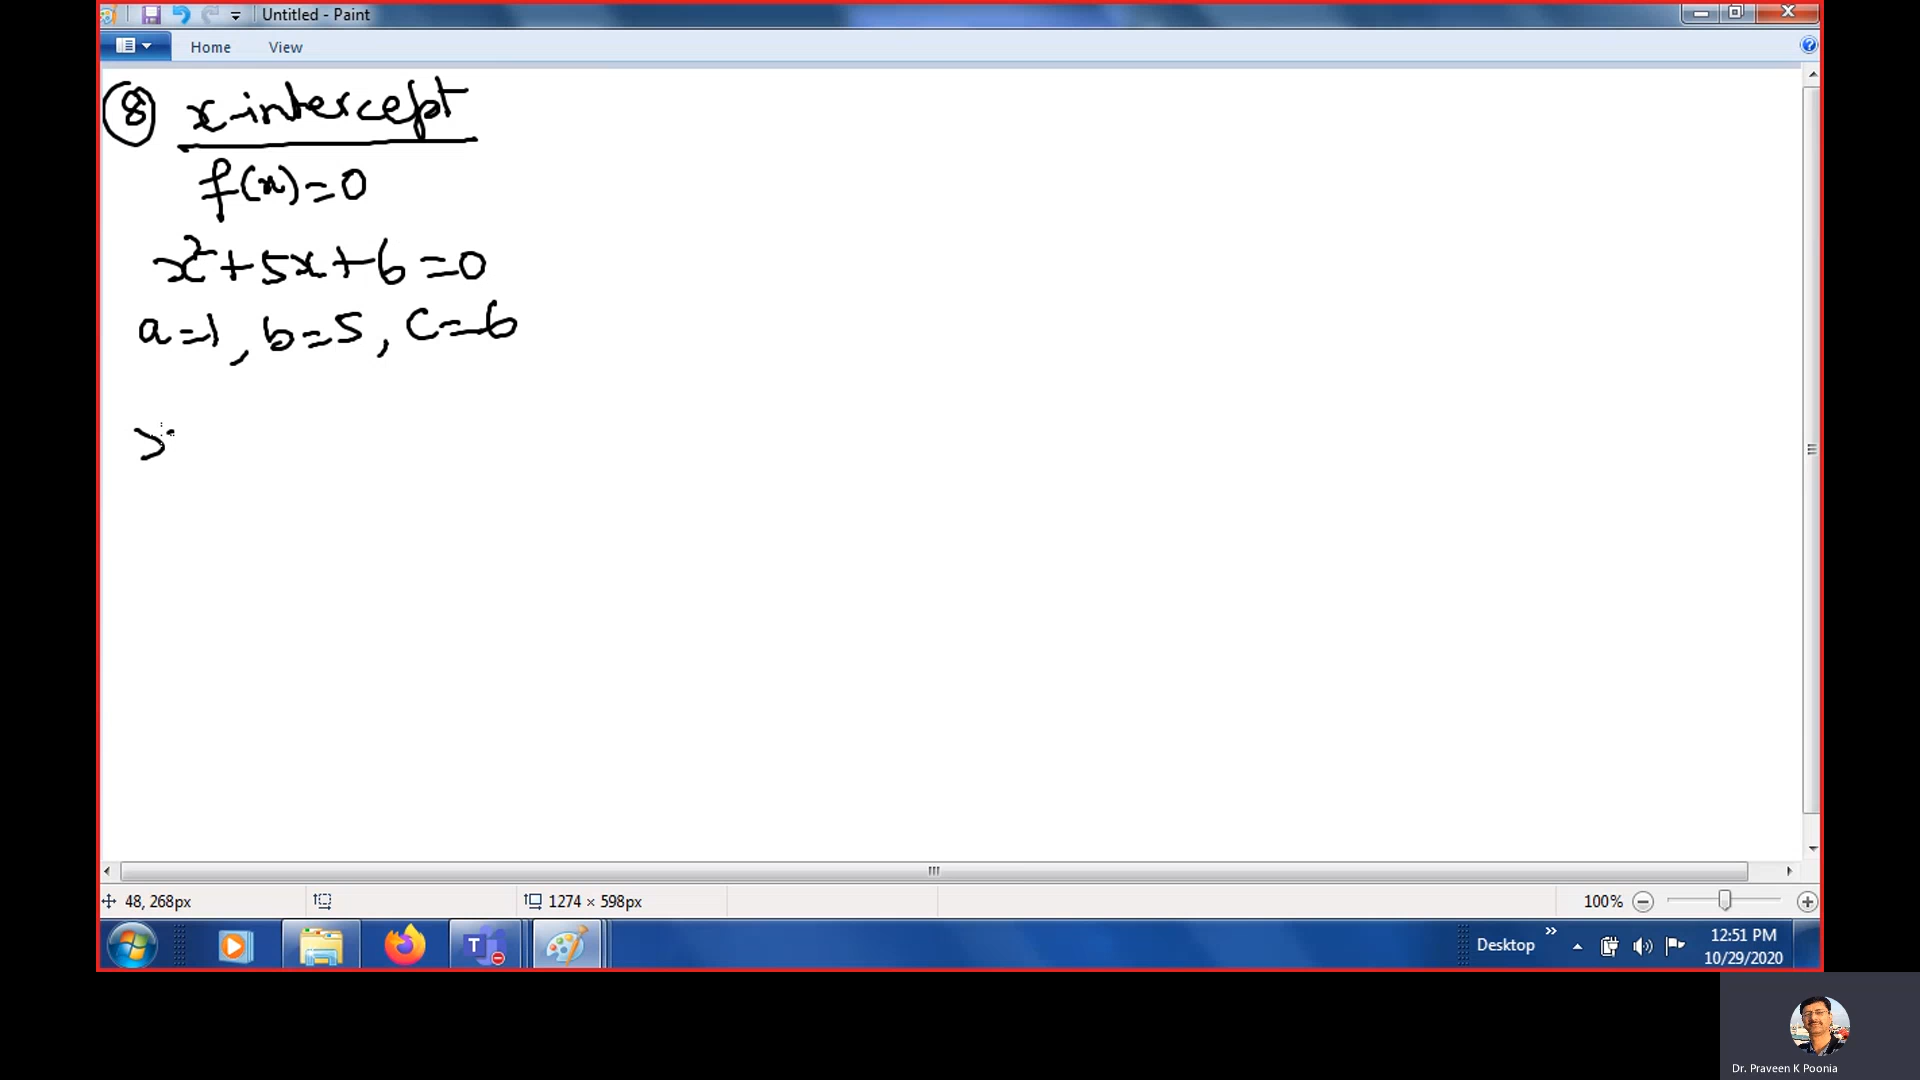 Untitled - Paint
Home View
⑧ x-intercept
f(x)=0
x²+5x+6=0
a=1, b=5, c=6
48, 268px
1274 × 598px
100%
T
Desktop
12:51 PM
10/29/2020
Dr. Praveen K Poonia